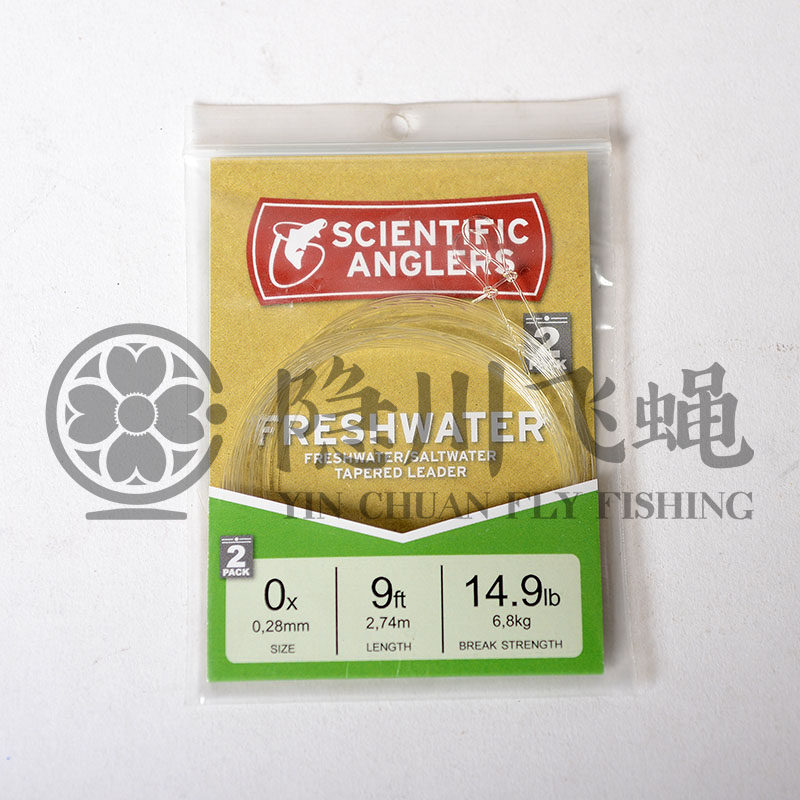 SCIENTIFIC
ANGLERS
2
PACK
隐川飞蝇
FRESHWATER
FRESHWATER/SALTWATER
TAPERED LEADER
YIN CHUAN FLY FISHING
2
PACK
0x
0,28mm
SIZE
9ft
2,74m
LENGTH
14.9lb
6,8kg
BREAK STRENGTH